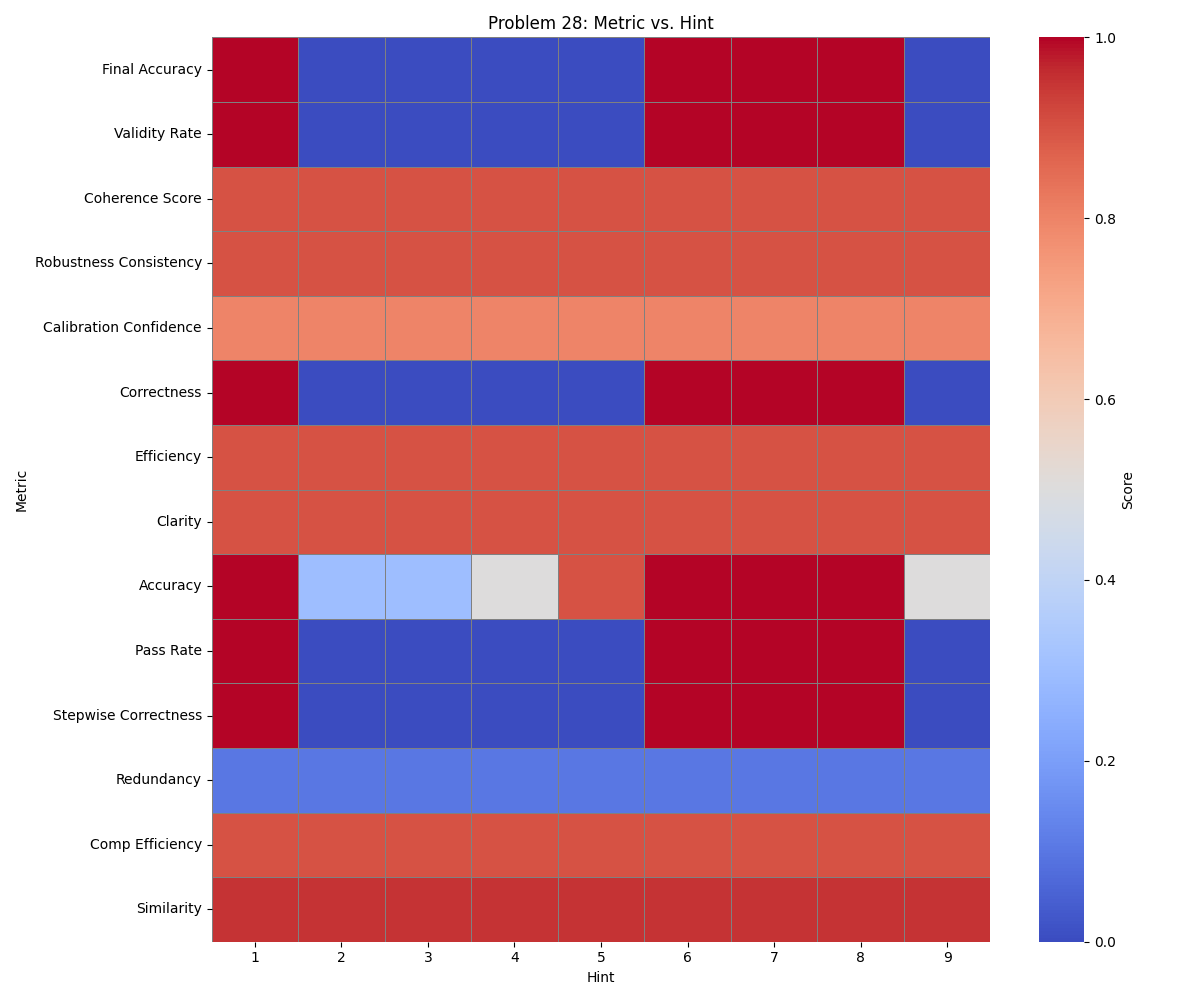 Problem 28: Metric vs. Hint
Metric
Final Accuracy
Validity Rate
Coherence Score
Robustness Consistency
Calibration Confidence
Correctness
Efficiency
Clarity
Accuracy
Pass Rate
Stepwise Correctness
Redundancy
Comp Efficiency
Similarity
1 2 3 4 5 6 7 8 9
Hint
1.0
0.8
0.6
0.4
0.2
0.0
Score